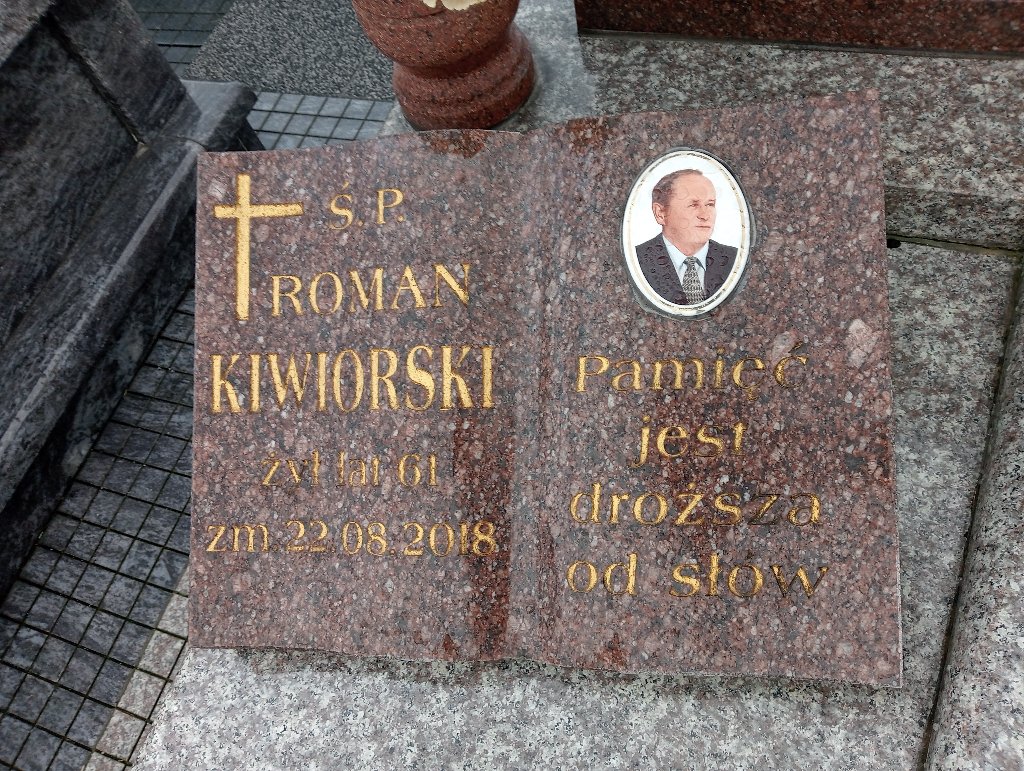 Ś. P.
ROMAN
KIWIORSKI
żył lat 61
zm. 22.08.2018
Pamięć
jest
droższa
od słów